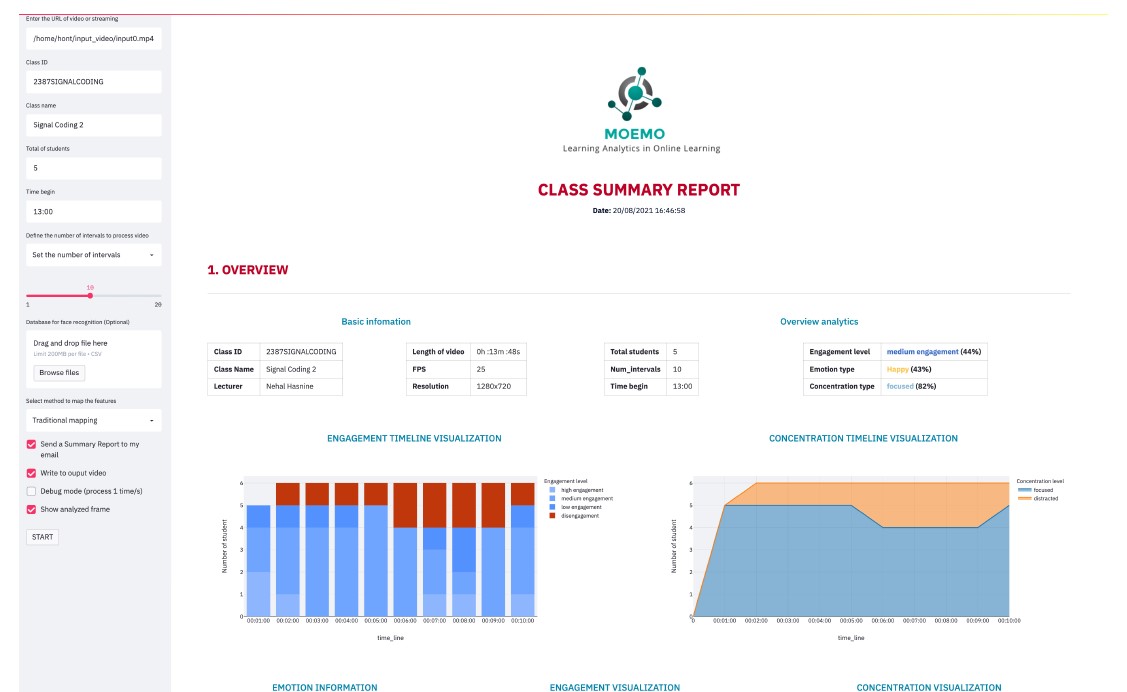 Enter the URL of video or streaming
/home/hont/input_video/input0.mp4
Class ID
2387SIGNALCODING
Class name
Signal Coding 2
Total of students
5
Time begin
13:00
Define the number of intervals to process video
Set the number of intervals
10
1 20
Database for face recognition (Optional)
Drag and drop file here
Limit 200MB per file • CSV
Browse files
Select method to map the features
Traditional mapping
Send a Summary Report to my
email
Write to ouput video
Debug mode (process 1 time/s)
Show analyzed frame
START
MOEMO
Learning Analytics in Online Learning
CLASS SUMMARY REPORT
Date: 20/08/2021 16:46:58
1. OVERVIEW
Basic infomation
Class ID 2387SIGNALCODING
Class Name Signal Coding 2
Lecturer Nehal Hasnine
Length of video 0h :13m :48s
FPS 25
Resolution 1280x720
Overview analytics
Total students 5
Num_intervals 10
Time begin 13:00
Engagement level medium engagement (44%)
Emotion type Happy (43%)
Concentration type focused (82%)
ENGAGEMENT TIMELINE VISUALIZATION
Number of student
6
5
4
3
2
1
0
00:01:00 00:02:00 00:03:00 00:04:00 00:05:00 00:06:00 00:07:00 00:08:00 00:09:00 00:10:00
time_line
Engagement level
high engagement
medium engagement
low engagement
disengagement
CONCENTRATION TIMELINE VISUALIZATION
Number of student
6
5
4
3
2
1
0
0 00:01:00 00:02:00 00:03:00 00:04:00 00:05:00 00:06:00 00:07:00 00:08:00 00:09:00 00:10:00
time_line
Concentration level
focused
distracted
EMOTION INFORMATION
ENGAGEMENT VISUALIZATION
CONCENTRATION VISUALIZATION